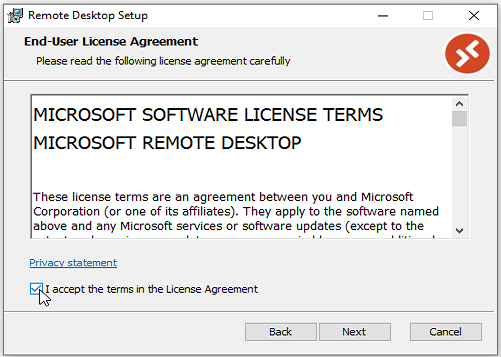 Remote Desktop Setup
End-User License Agreement
Please read the following license agreement carefully
MICROSOFT SOFTWARE LICENSE TERMS
MICROSOFT REMOTE DESKTOP
These license terms are an agreement between you and Microsoft
Corporation (or one of its affiliates). They apply to the software named
above and any Microsoft services or software updates (except to the
Privacy statement
I accept the terms in the License Agreement
Back
Next
Cancel